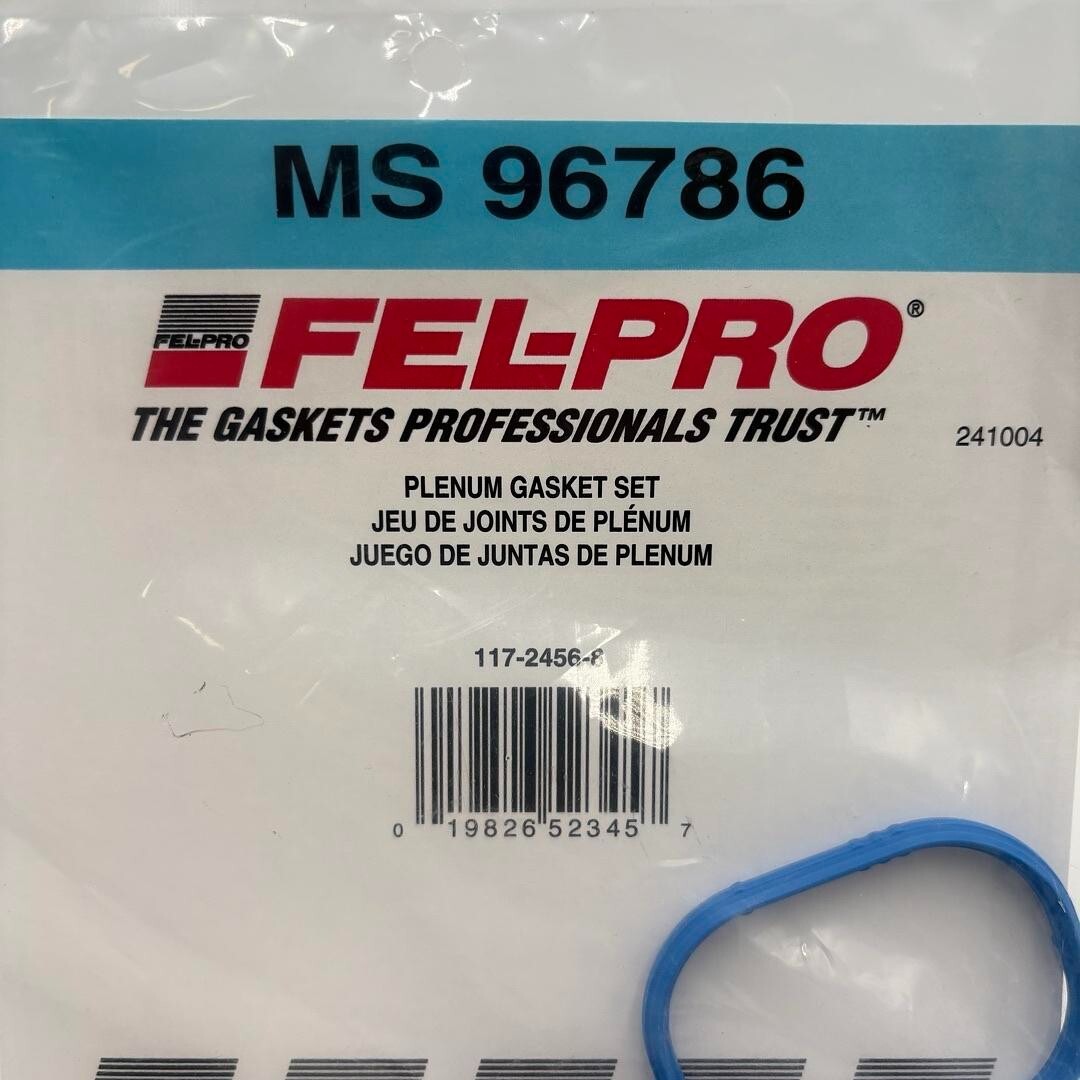 MS 96786
FEL-PRO
FEL-PRO®
THE GASKETS PROFESSIONALS TRUST™
241004
PLENUM GASKET SET
JEU DE JOINTS DE PLÉNUM
JUEGO DE JUNTAS DE PLENUM
117-2456-8
0 19826 52345 7